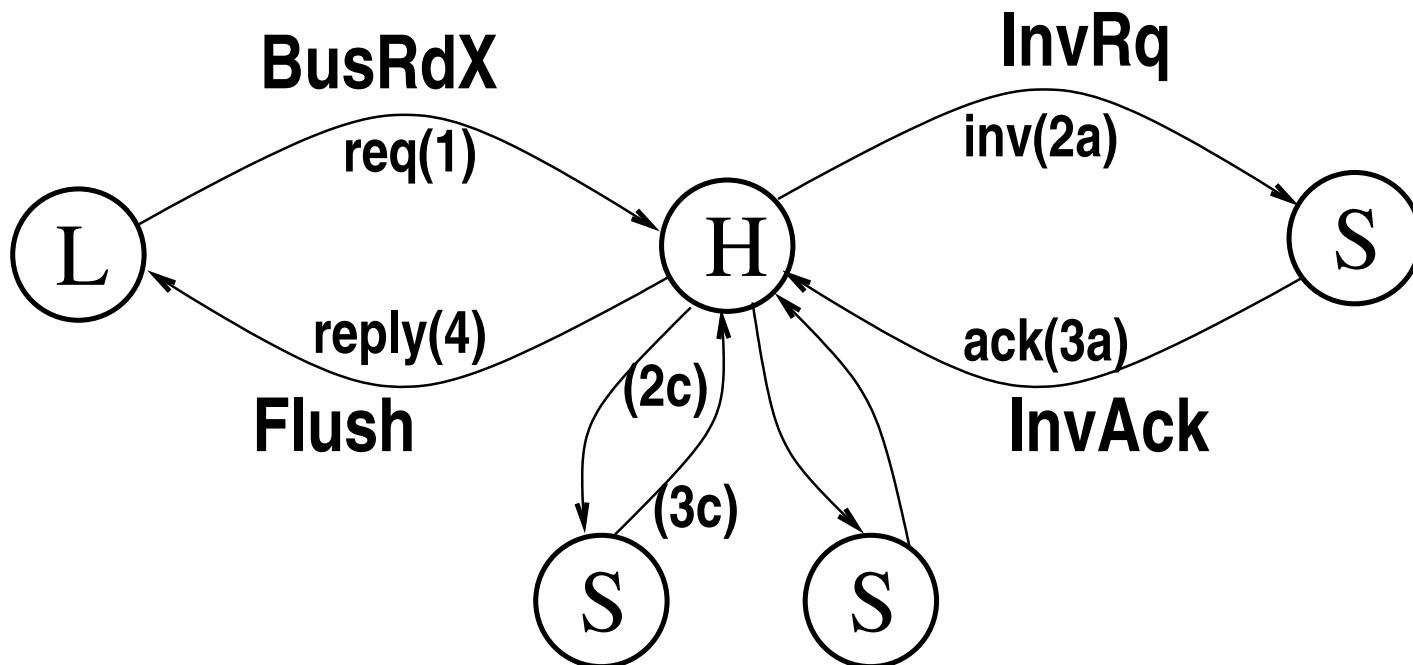 BusRdX
InvRq
req(1)
inv(2a)
L
H
S
reply(4)
ack(3a)
Flush
(2c)
InvAck
(3c)
S
S